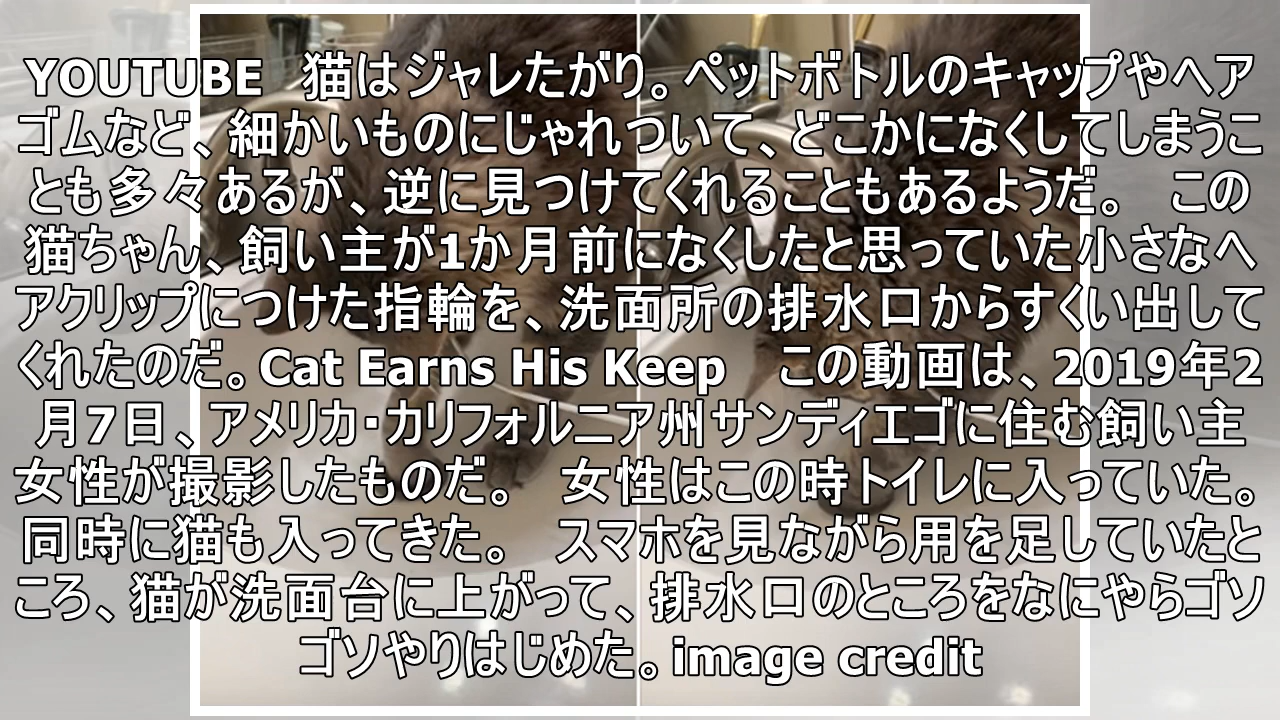 YOUTUBE　猫はジャレたがり。ペットボトルのキャップやヘア
ゴムなど、細かいものにじゃれついて、どこかになくしてしまうこ
とも多々あるが、逆に見つけてくれることもあるようだ。　この
猫ちゃん、飼い主が1か月前になくしたと思っていた小さなヘ
アクリップにつけた指輪を、洗面所の排水口からすくい出して
くれたのだ。Cat Earns His Keep　この動画は、2019年2
月7日、アメリカ・カリフォルニア州サンディエゴに住む飼い主
女性が撮影したものだ。　女性はこの時トイレに入っていた。
同時に猫も入ってきた。　スマホを見ながら用を足していたと
ころ、猫が洗面台に上がって、排水口のところをなにやらゴソ
ゴソやりはじめた。image credit